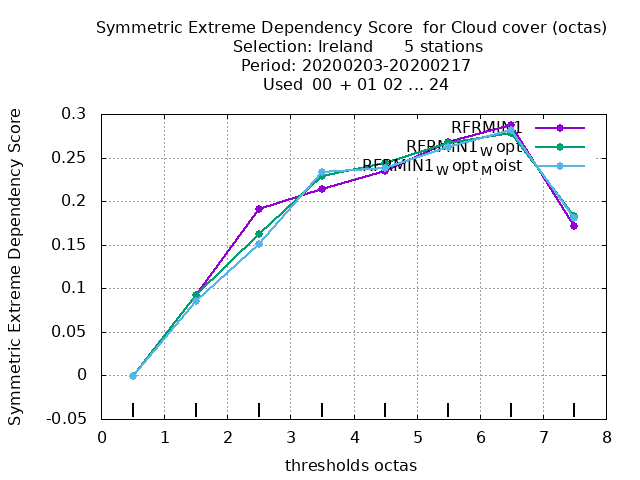 Symmetric Extreme Dependency Score for Cloud cover (octas)
Selection: Ireland 5 stations
Period: 20200203-20200217
Used 00 + 01 02 ... 24
Symmetric Extreme Dependency Score
0.3
0.25
0.2
0.15
0.1
0.05
0
-0.05
RFRMIN1
RFRMIN1Wopt
RFRMIN1WoptMoist
0 1 2 3 4 5 6 7 8
thresholds octas